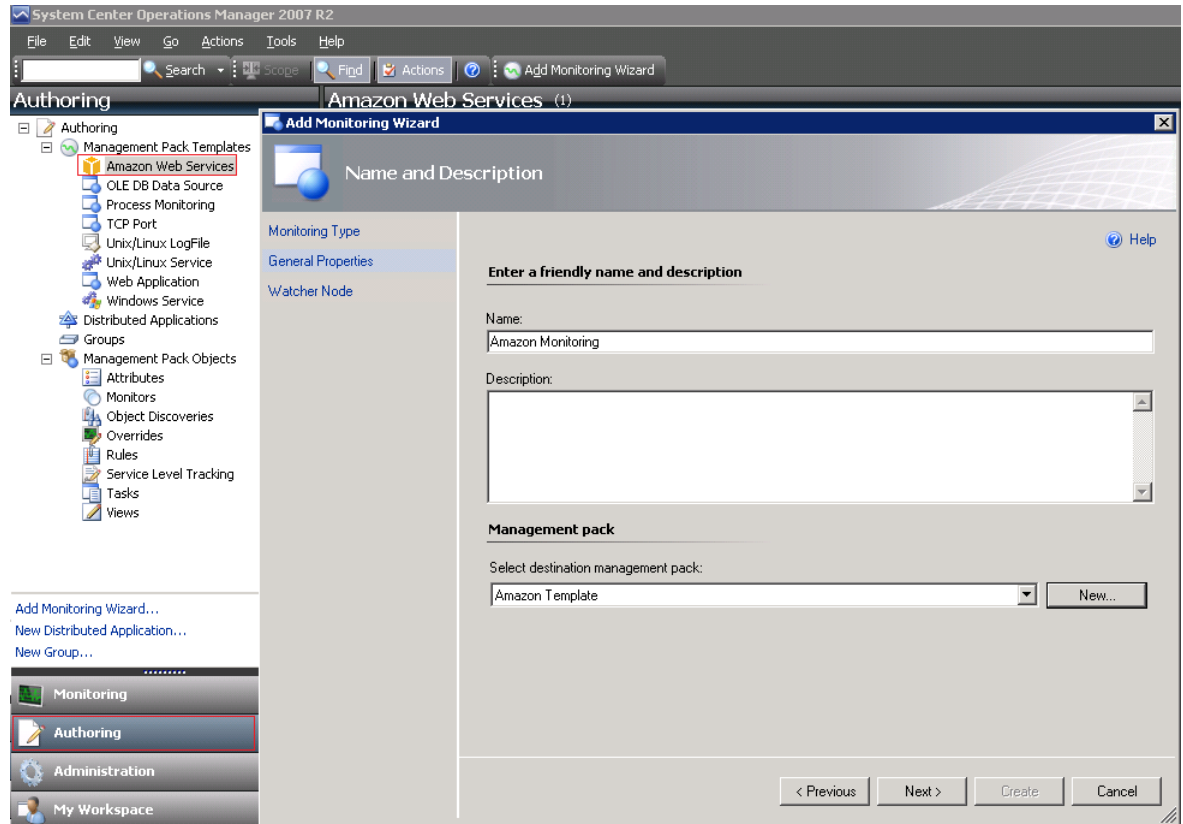 System Center Operations Manager 2007 R2
File Edit View Go Actions Tools Help
Search Scope Find Actions Add Monitoring Wizard
Authoring
Amazon Web Services (1)
Authoring
Management Pack Templates
Amazon Web Services
OLE DB Data Source
Process Monitoring
TCP Port
Unix/Linux LogFile
Unix/Linux Service
Web Application
Windows Service
Distributed Applications
Groups
Management Pack Objects
Attributes
Monitors
Object Discoveries
Overrides
Rules
Service Level Tracking
Tasks
Views
Add Monitoring Wizard...
New Distributed Application...
New Group...
Monitoring
Authoring
Administration
My Workspace
Add Monitoring Wizard
Name and Description
Monitoring Type
General Properties
Watcher Node
Help
Enter a friendly name and description
Name:
Amazon Monitoring
Description:
Management pack
Select destination management pack:
Amazon Template
New...
< Previous Next > Create Cancel